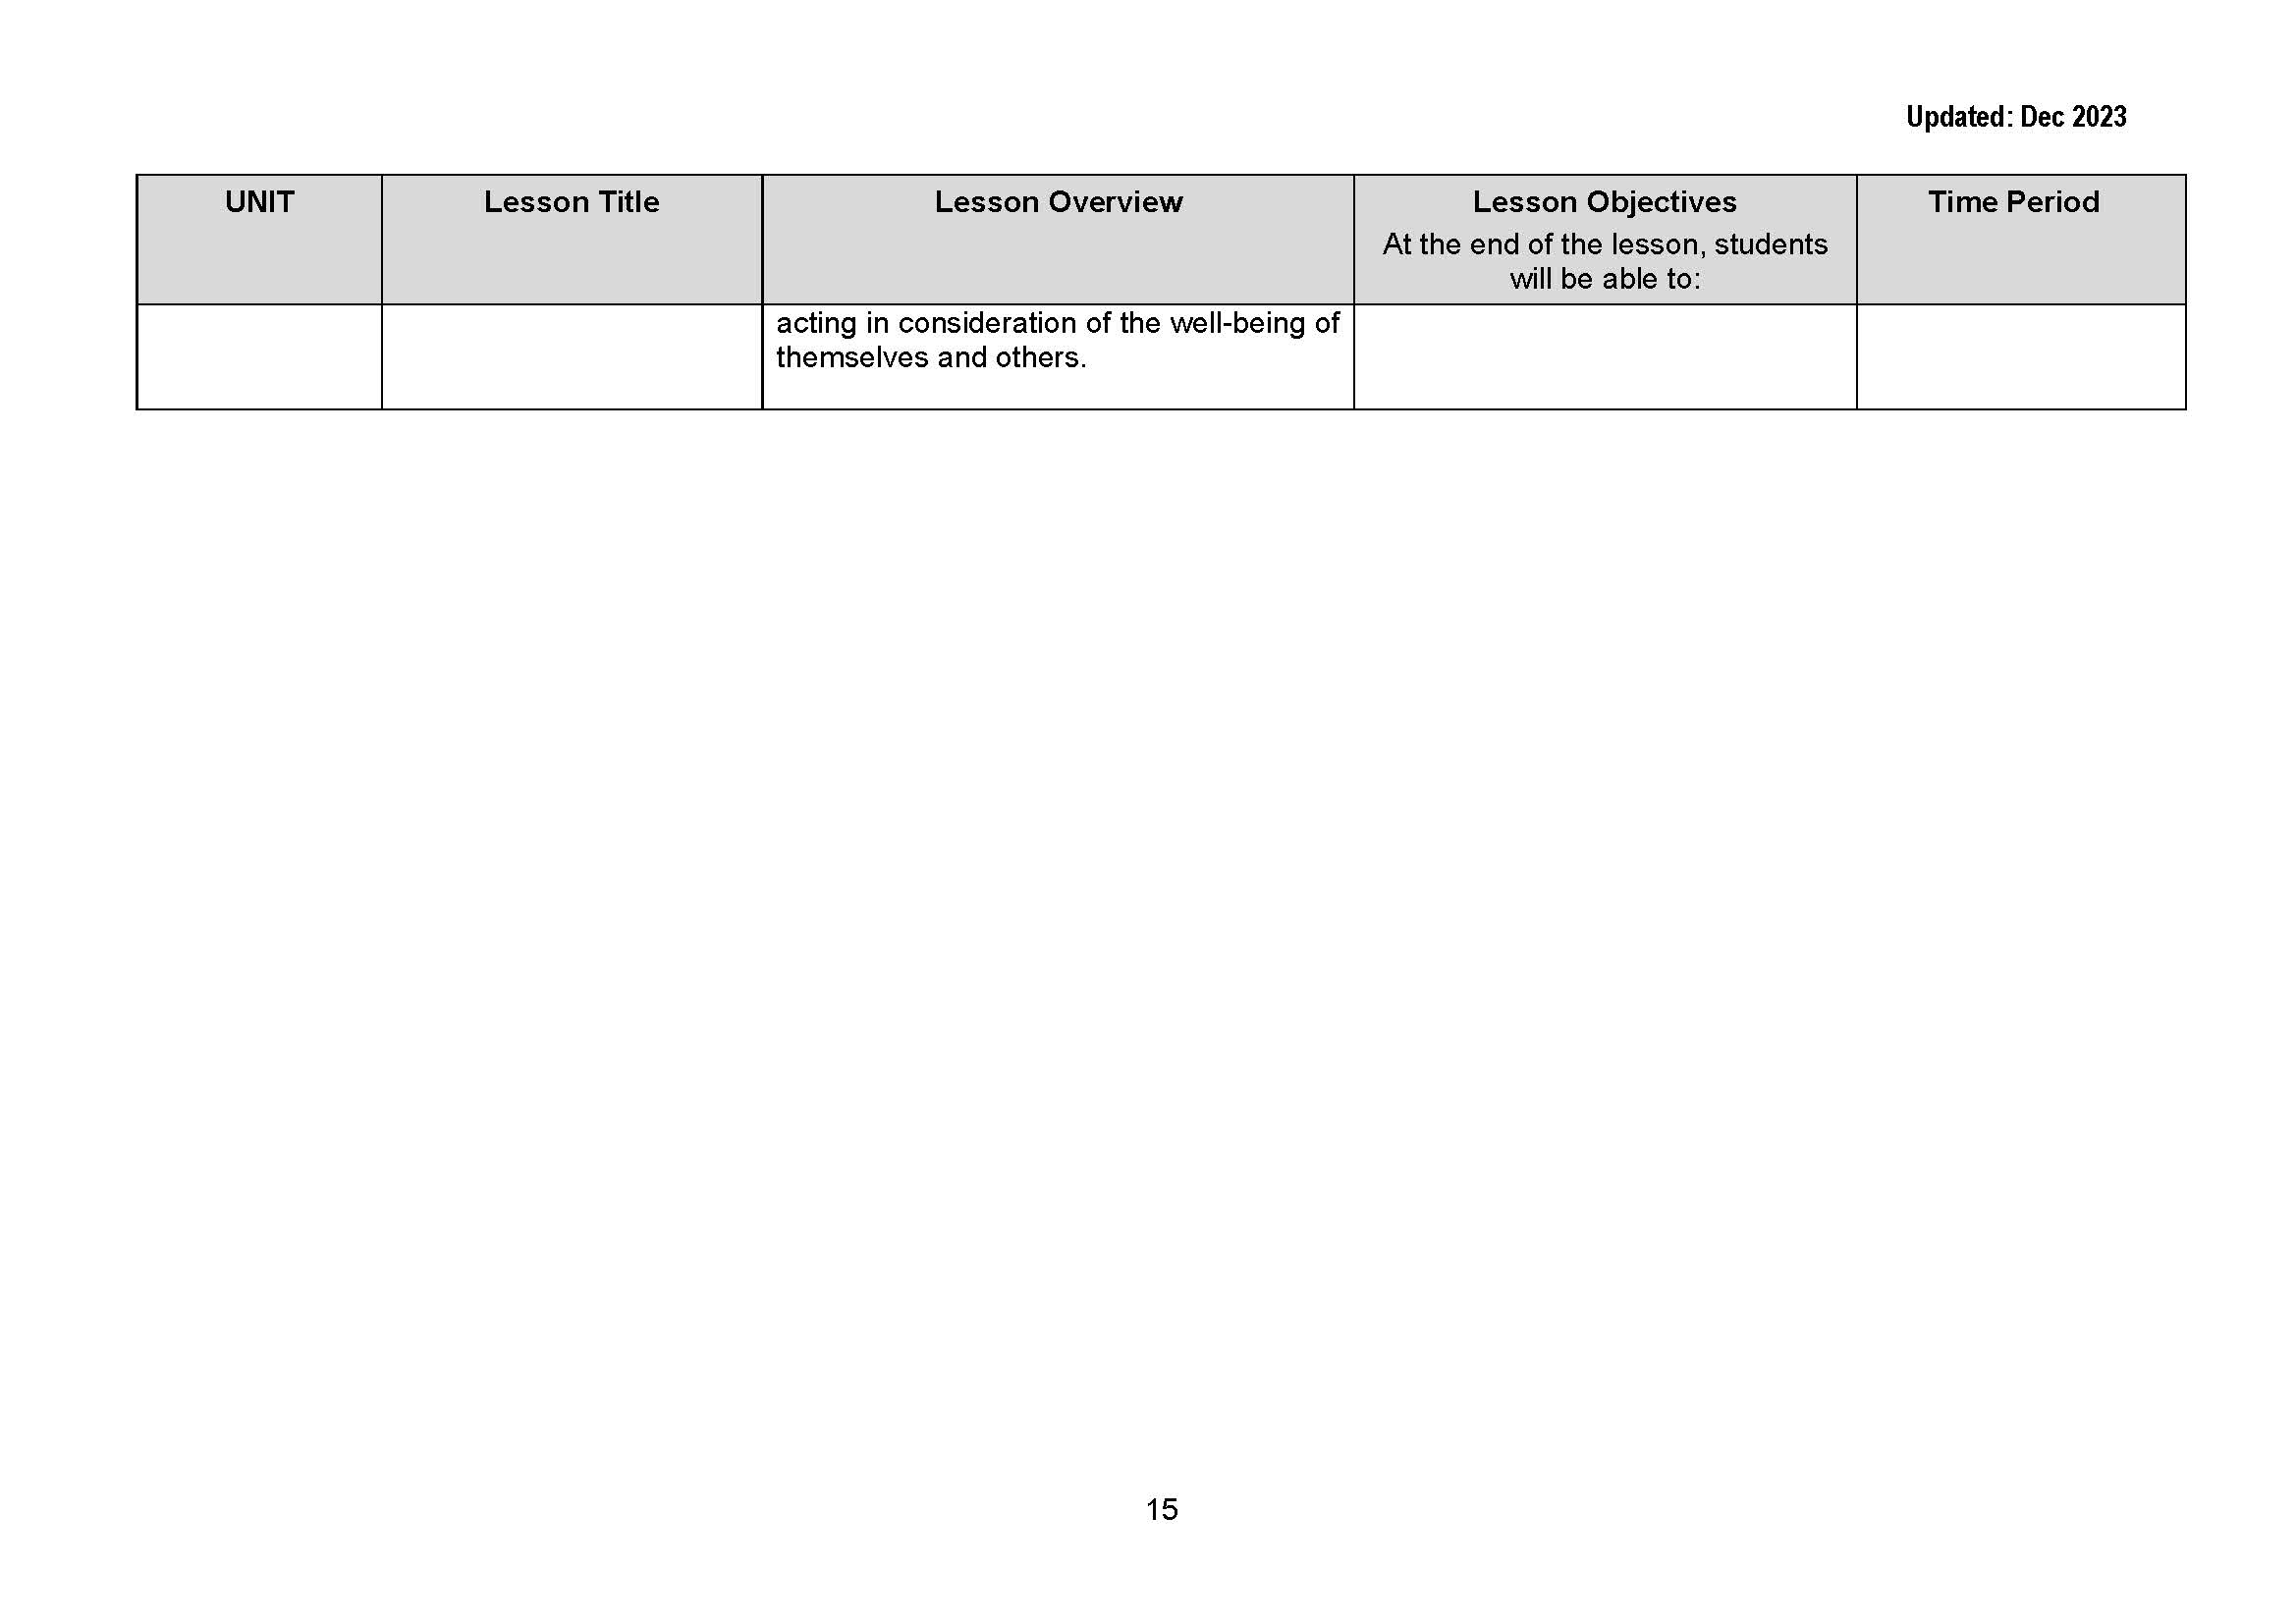 Updated: Dec 2023
UNIT
Lesson Title
Lesson Overview
Lesson Objectives
At the end of the lesson, students
will be able to:
Time Period
acting in consideration of the well-being of
themselves and others.
15